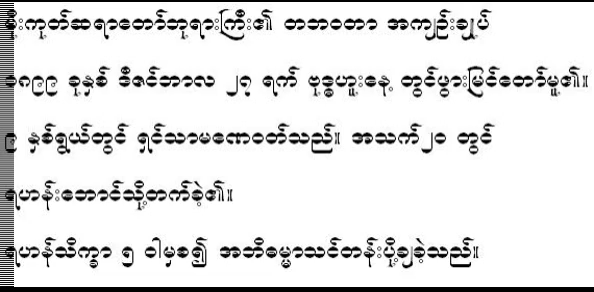 မိုးကုတ်ဆရာတော်ဘုရားကြီး၏ တဘဝတာ အကျဉ်းချုပ်
၁၈၉၉ ခုနှစ် ဒီဇင်ဘာလ ၂၇ ရက် ဗုဒ္ဓဟူးနေ့ တွင်ဖွားမြင်တော်မူ၏။
၉ နှစ်ရွယ်တွင် ရှင်သာမဏေဝတ်သည်။ အသက်၂၀ တွင်
ရဟန်းဘောင်သို့တက်ခဲ့၏။
ရဟန်သိက္ခာ ၅ ဝါမှစ၍ အဘိဓမ္မာသင်တန်းပို့ချခဲ့သည်။